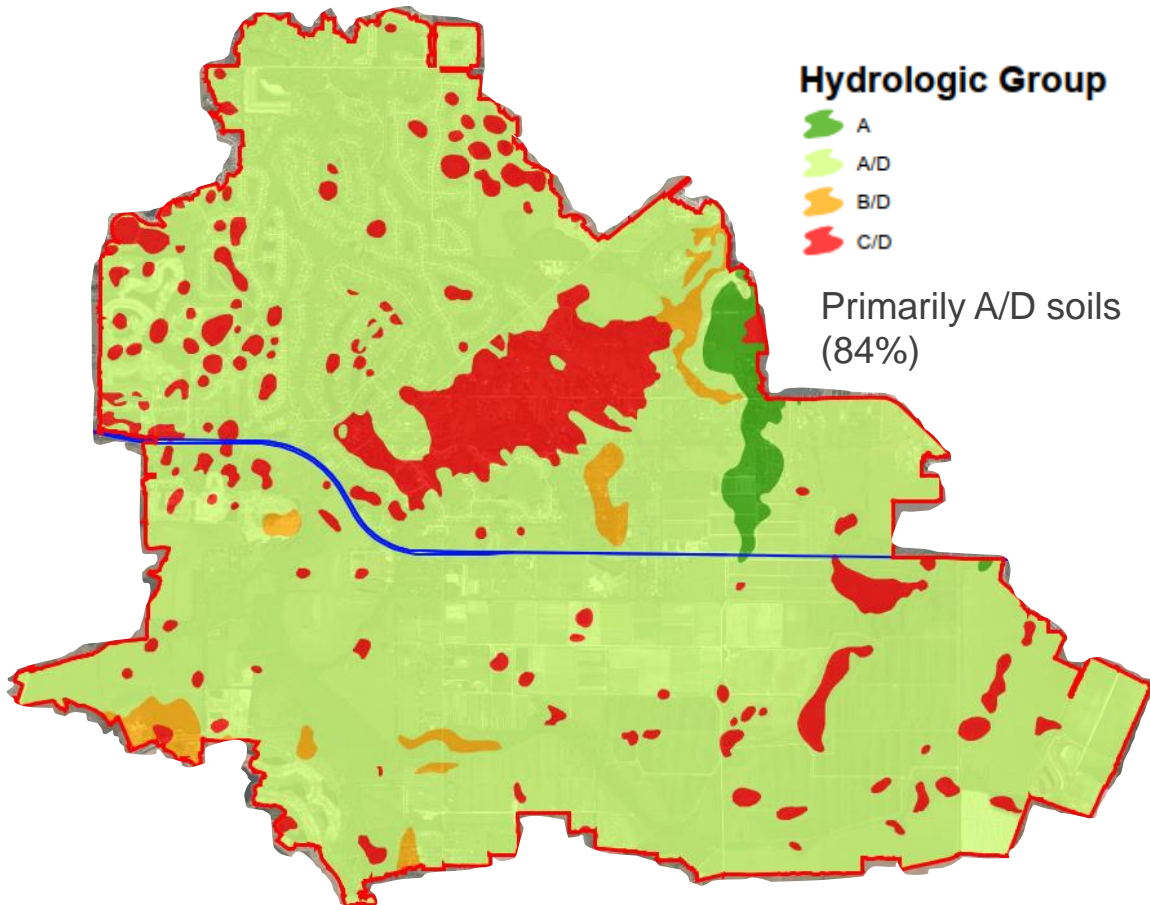 Hydrologic Group
A
A/D
B/D
C/D
Primarily A/D soils
(84%)